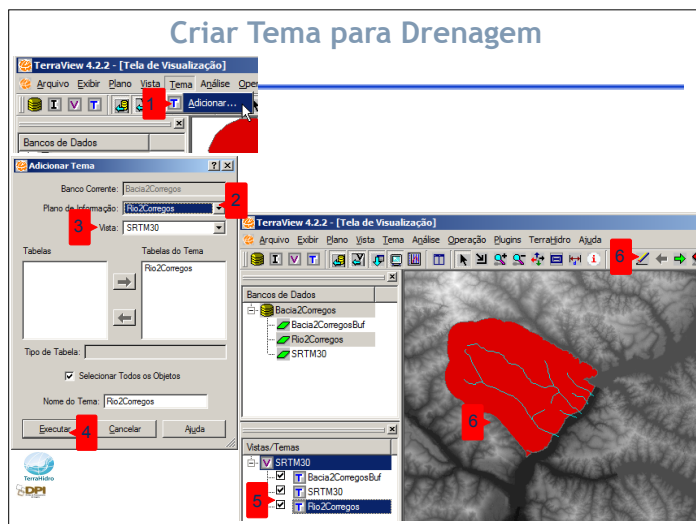 Criar Tema para Drenagem
TerraView 4.2.2 - [Tela de Visualização]
Arquivo Exibir Plano Vista Tema Análise Oper
I V T 1 T Adicionar...
Bancos de Dados
Adicionar Tema
Banco Corrente: Bacia2Corregos
Plano de Informação: Rio2Corregos 2
3 Vista: SRTM30
Tabelas Tabelas do Tema
Rio2Corregos
Tipo de Tabela:
Selecionar Todos os Objetos
Nome do Tema: Rio2Corregos
Executar 4 Cancelar Ajuda
TerraHidro
DPI
TerraView 4.2.2 - [Tela de Visualização]
Arquivo Exibir Plano Vista Tema Análise Operação Plugins TerraHidro Ajuda
I V T 6
Bancos de Dados
Bacia2Corregos
Bacia2CorregosBuf
Rio2Corregos
SRTM30
6
Vistas/Temas
V SRTM30
T Bacia2CorregosBuf
T SRTM30
5 T Rio2Corregos